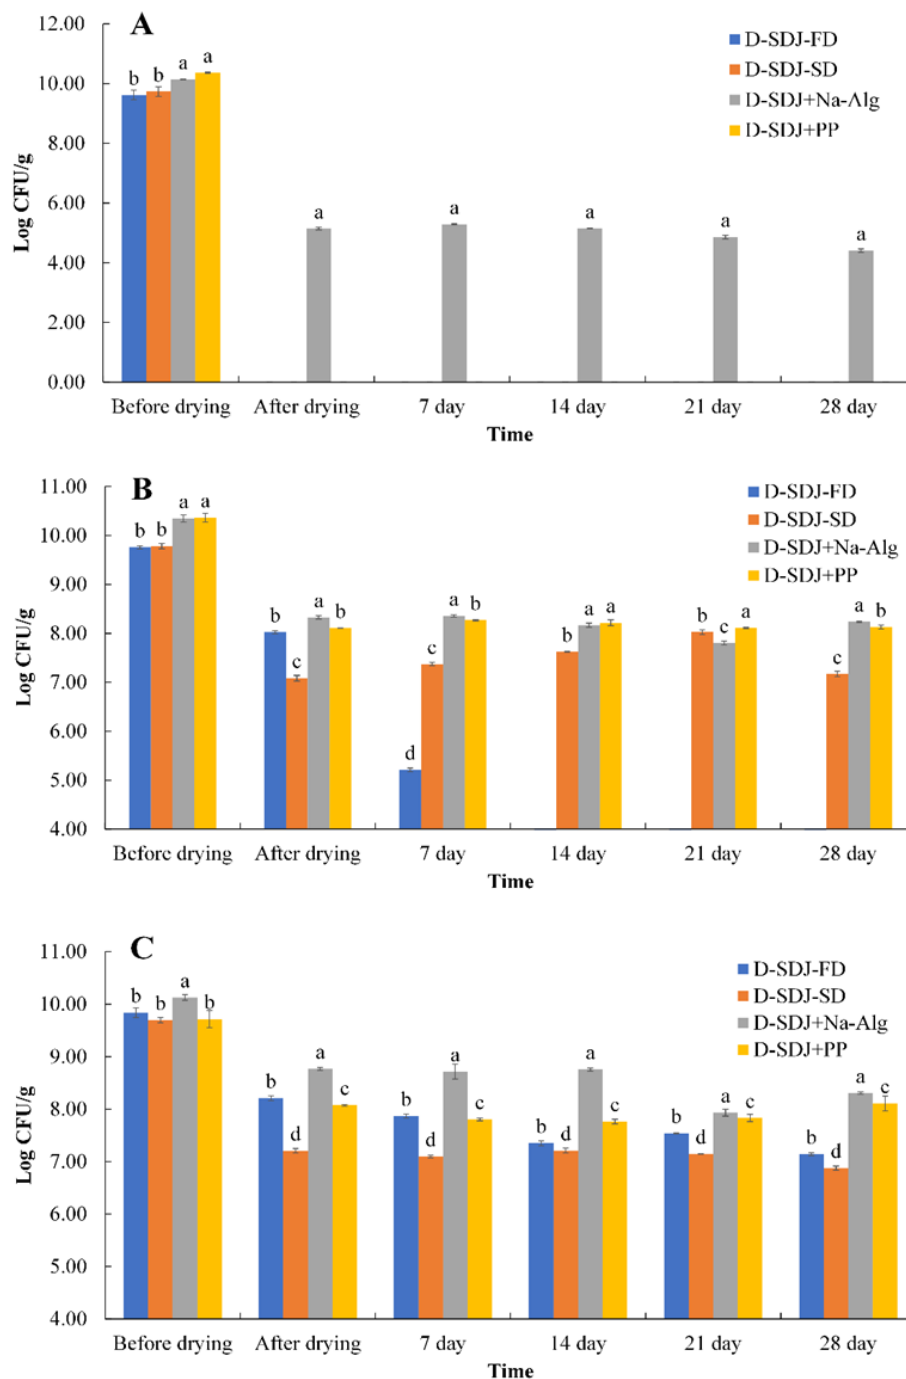 A
D-SDJ-FD
D-SDJ-SD
D-SDJ+Na-Alg
D-SDJ+PP
12.00
10.00
8.00
6.00
4.00
2.00
0.00
Log CFU/g
b b a a
a
a
a
a
a
Before drying After drying 7 day 14 day 21 day 28 day
Time
B
D-SDJ-FD
D-SDJ-SD
D-SDJ+Na-Alg
D-SDJ+PP
11.00
10.00
9.00
8.00
7.00
6.00
5.00
4.00
Log CFU/g
b b a a
b c a b
d c a b
b a a
b c a
c a b
Before drying After drying 7 day 14 day 21 day 28 day
Time
C
D-SDJ-FD
D-SDJ-SD
D-SDJ+Na-Alg
D-SDJ+PP
11.00
10.00
9.00
8.00
7.00
6.00
5.00
4.00
Log CFU/g
b b a b
b d a c
b d a c
b d a c
b d a c
b d a c
Before drying After drying 7 day 14 day 21 day 28 day
Time